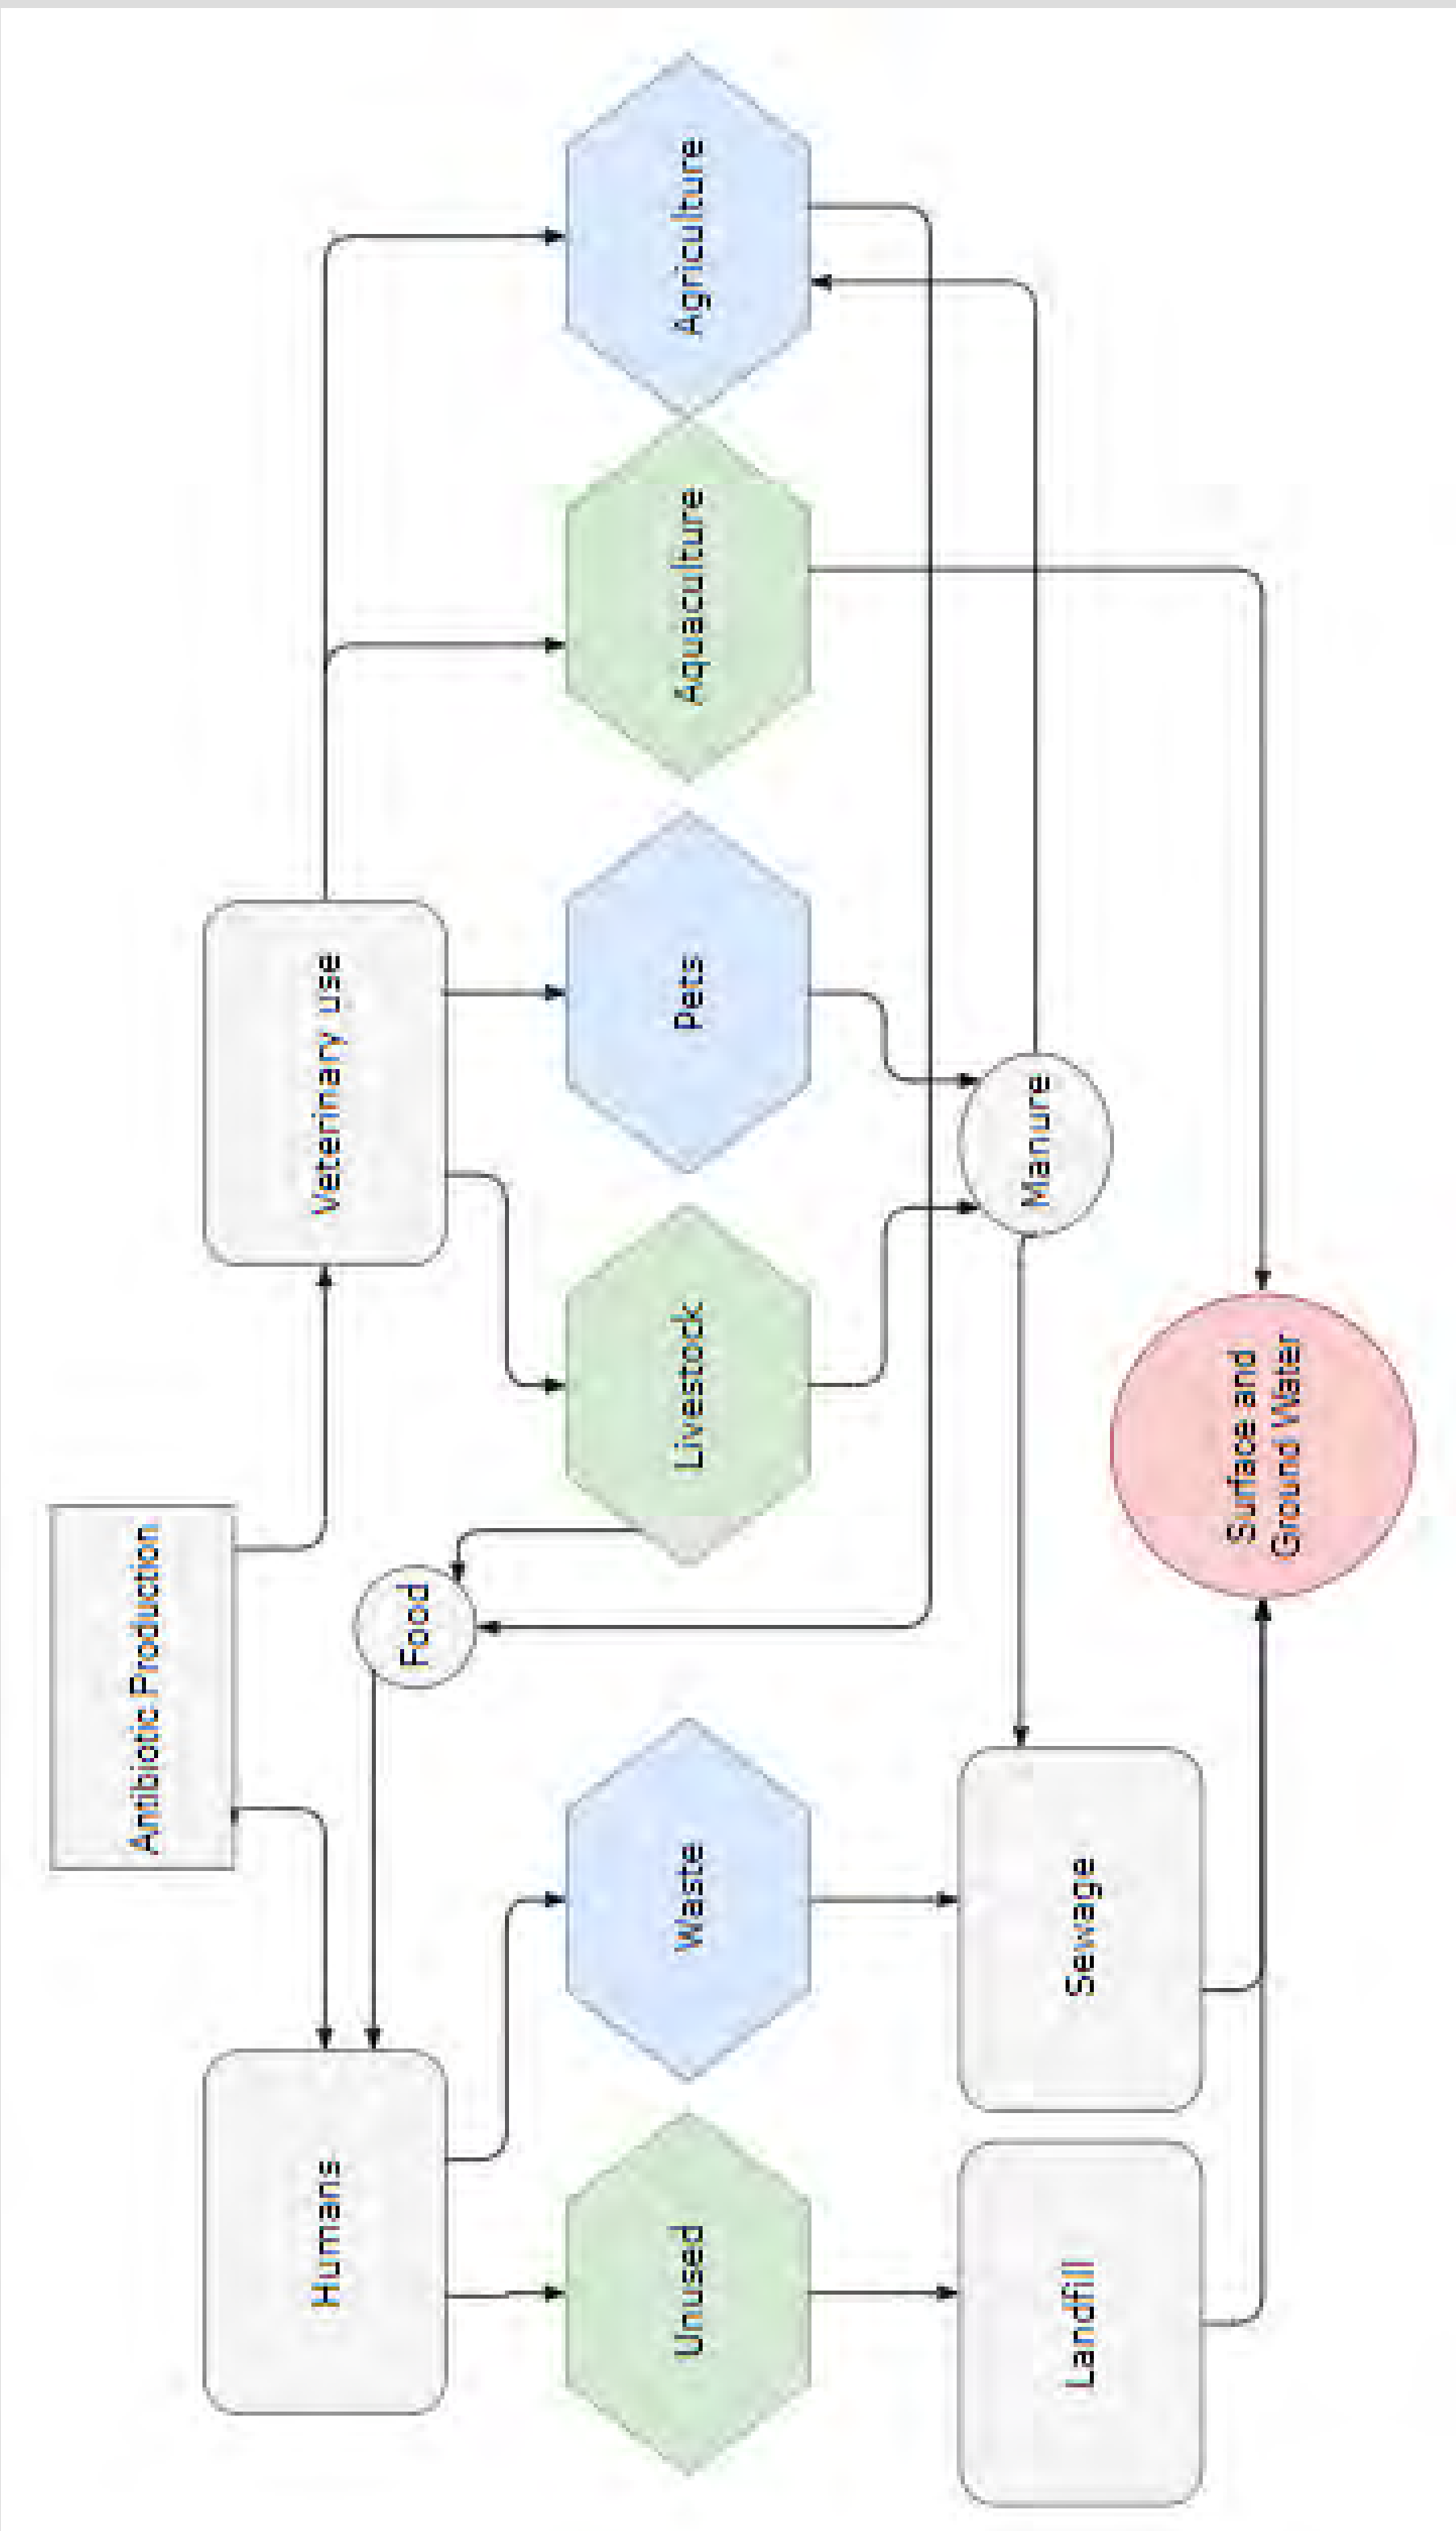 Antibiotic Production
Humans
Veterinary use
Food
Unused
Waste
Livestock
Pets
Aquaculture
Agriculture
Landfill
Sewage
Manure
Surface and
Ground Water